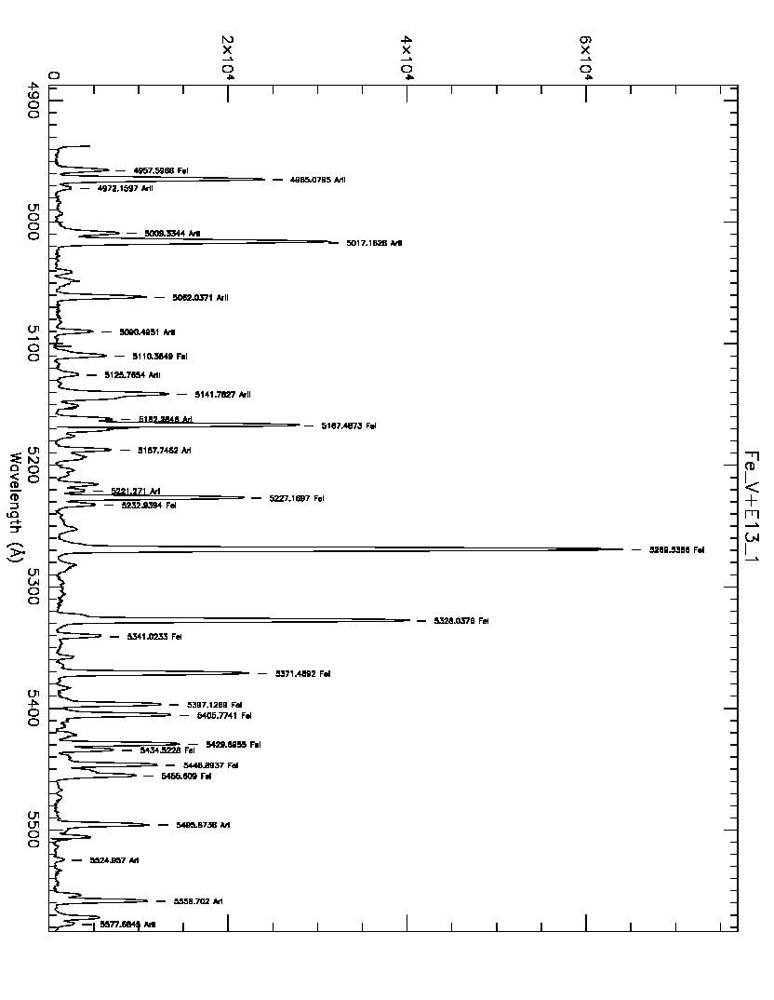 Fe_V+E13_1
0
2×10⁴
4×10⁴
6×10⁴
4900
5000
5100
5200
5300
5400
5500
Wavelength (Å)
4957.5966 FeI
4965.0795 ArII
4972.1597 ArII
5009.3344 ArII
5017.1628 ArII
5062.0371 ArII
5090.4951 ArII
5110.3849 FeI
5125.7654 ArII
5141.7827 ArII
5162.2846 ArI
5167.4873 FeI
5187.7462 ArI
5221.271 ArI
5227.1697 FeI
5232.9394 FeI
5269.5366 FeI
5328.0379 FeI
5341.0233 FeI
5371.4892 FeI
5397.1269 FeI
5405.7741 FeI
5429.6955 FeI
5434.5228 FeI
5446.8937 FeI
5455.609 FeI
5495.8736 ArI
5524.957 ArI
5558.702 ArI
5577.6845 ArII